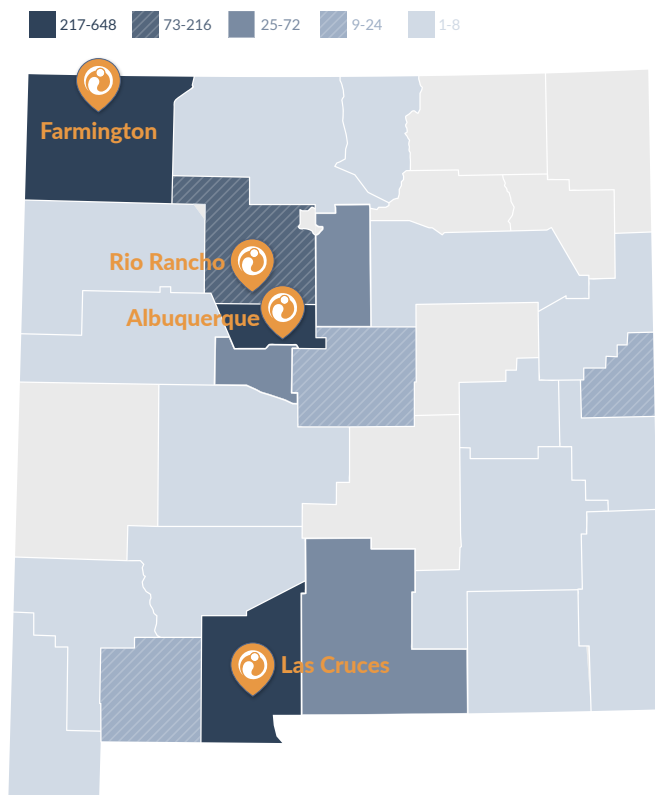 217-648 73-216 25-72 9-24 1-8
Farmington
Rio Rancho
Albuquerque
Las Cruces